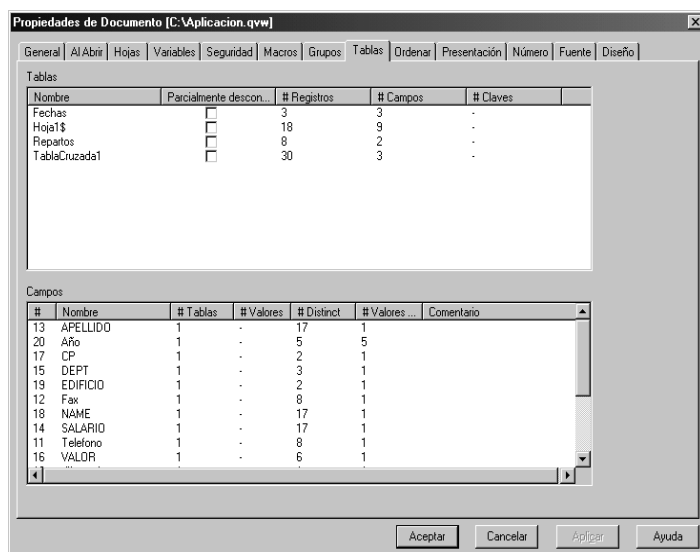 Propiedades de Documento [C:\Aplicacion.qvw]
General Al Abrir Hojas Variables Seguridad Macros Grupos Tablas Ordenar Presentación Número Fuente Diseño
Tablas
Nombre Parcialmente descon... # Registros # Campos # Claves
Fechas 3 3 -
Hoja1$ 18 9 -
Repartos 8 2 -
TablaCruzada1 30 3 -
Campos
# Nombre # Tablas # Valores # Distinct # Valores ... Comentario
13 APELLIDO 1 - 17 1
20 Año 1 - 5 5
17 CP 1 - 2 1
15 DEPT 1 - 3 1
19 EDIFICIO 1 - 2 1
12 Fax 1 - 8 1
18 NAME 1 - 17 1
14 SALARIO 1 - 17 1
11 Telefono 1 - 8 1
16 VALOR 1 - 6 1
Aceptar Cancelar Aplicar Ayuda